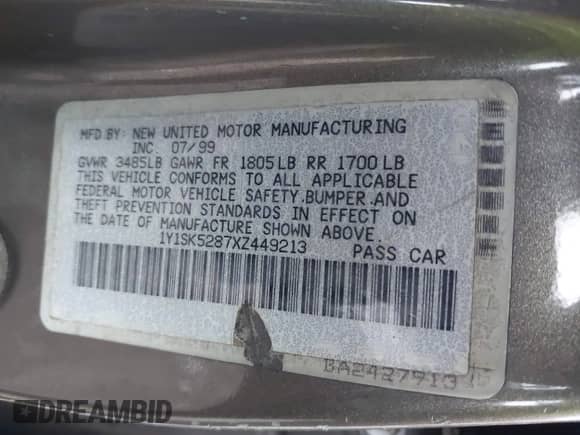 MFD BY: NEW UNITED MOTOR MANUFACTURING
INC. 07/99
GVWR 3485LB GAWR FR 1805LB RR 1700LB
THIS VEHICLE CONFORMS TO ALL APPLICABLE
FEDERAL MOTOR VEHICLE SAFETY.BUMPER.AND
THEFT PREVENTION STANDARDS IN EFFECT ON
THE DATE OF MANUFACTURE SHOWN ABOVE.
1Y1SK5287XZ449213 PASS CAR
BA2427913
DREAMBID